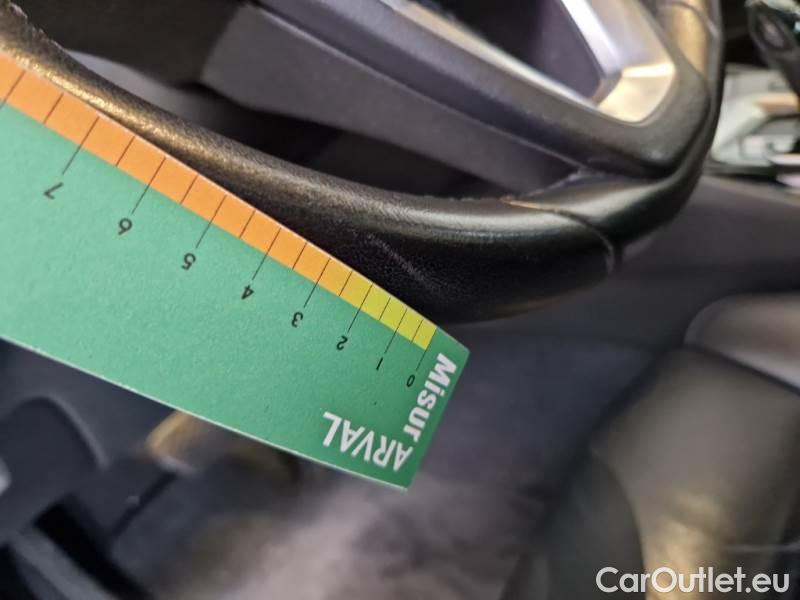 7 6 5 4 3 2 1 0
Misur
ARVAL
CarOutlet.eu